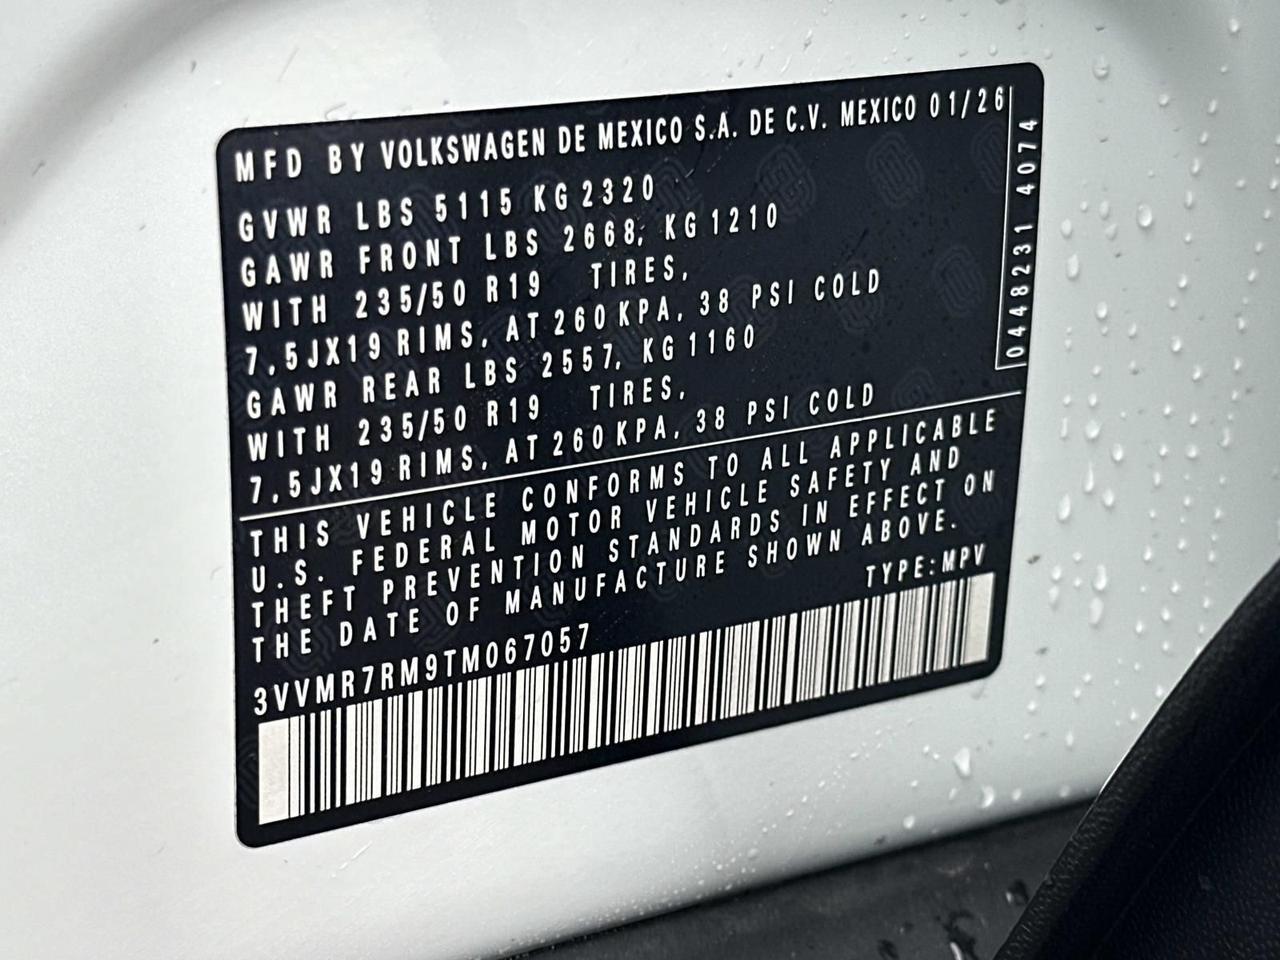 MFD BY VOLKSWAGEN DE MEXICO S.A. DE C.V. MEXICO 01/26
GVWR LBS 5115 KG 2320
GAWR FRONT LBS 2668, KG 1210
WITH 235/50 R19 TIRES,
7,5JX19 RIMS, AT 260 KPA, 38 PSI COLD
GAWR REAR LBS 2557, KG 1160
WITH 235/50 R19 TIRES,
7,5JX19 RIMS, AT 260 KPA, 38 PSI COLD
0448231 4074
THIS VEHICLE CONFORMS TO ALL APPLICABLE
U.S. FEDERAL MOTOR VEHICLE SAFETY AND
THEFT PREVENTION STANDARDS IN EFFECT ON
THE DATE OF MANUFACTURE SHOWN ABOVE.
TYPE:MPV
3VVMR7RM9TM067057